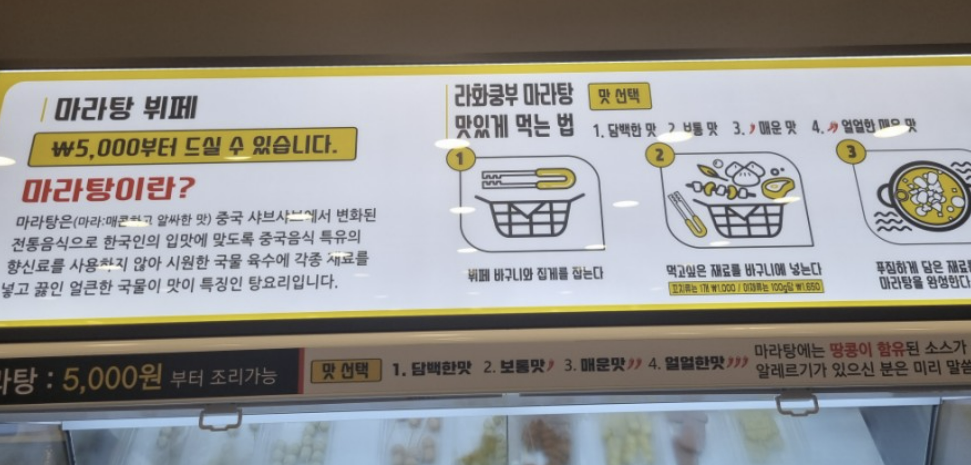 마라탕 뷔페
₩5,000부터 드실 수 있습니다.
마라탕이란?
마라탕은(마라:매콤하고 알싸한 맛) 중국 샤브샤브에서 변화된
전통음식으로 한국인의 입맛에 맞도록 중국음식 특유의
향신료를 사용하지 않아 시원한 국물 육수에 각종 재료를
넣고 끓인 얼큰한 국물이 맛이 특징인 탕요리입니다.
라화쿵부 마라탕
맛있게 먹는 법
맛 선택
1. 담백한 맛 2. 보통 맛 3. 매운 맛 4. 얼얼한 매운 맛
1
뷔페 바구니와 집게를 잡는다
2
먹고싶은 재료를 바구니에 넣는다
꼬치류는 1개 ₩1,000 / 야채류는 100g당 ₩1,650
3
푸짐하게 담은 재료
마라탕을 완성한다
라탕 : 5,000원 부터 조리가능
맛 선택 1. 담백한맛 2. 보통맛 3. 매운맛 4. 얼얼한맛
마라탕에는 땅콩이 함유된 소스가
알레르기가 있으신 분은 미리 말씀